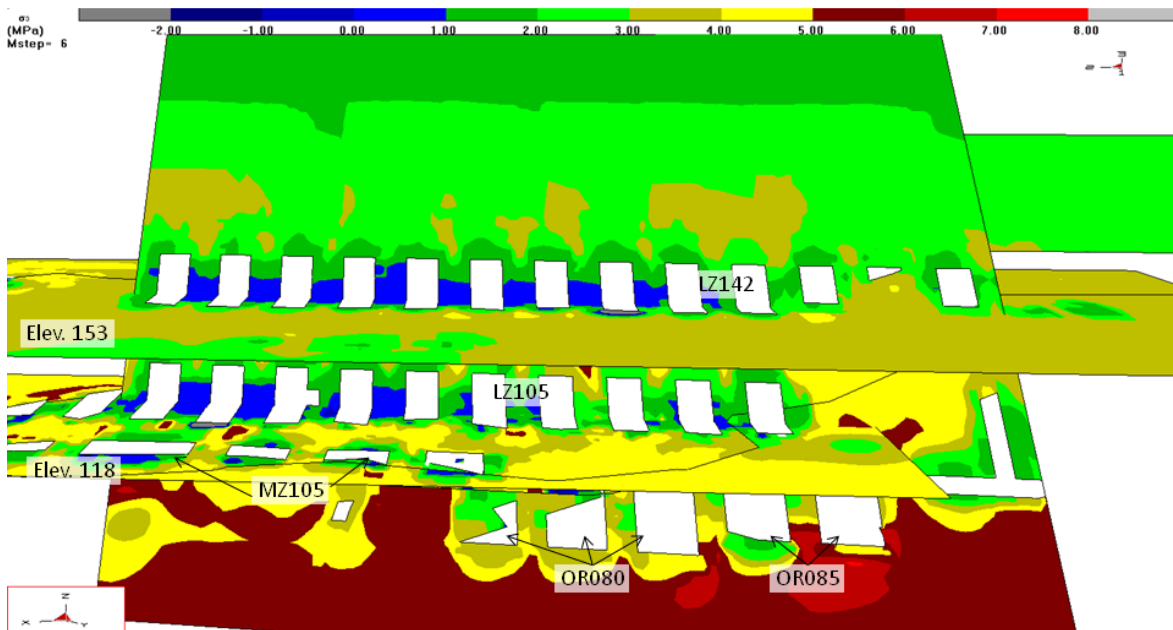 σ₃
(MPa)
Mstep= 6
-2.00 -1.00 0.00 1.00 2.00 3.00 4.00 5.00 6.00 7.00 8.00
LZ142
Elev. 153
LZ105
Elev. 118
MZ105
OR080
OR085
Z
X
Y